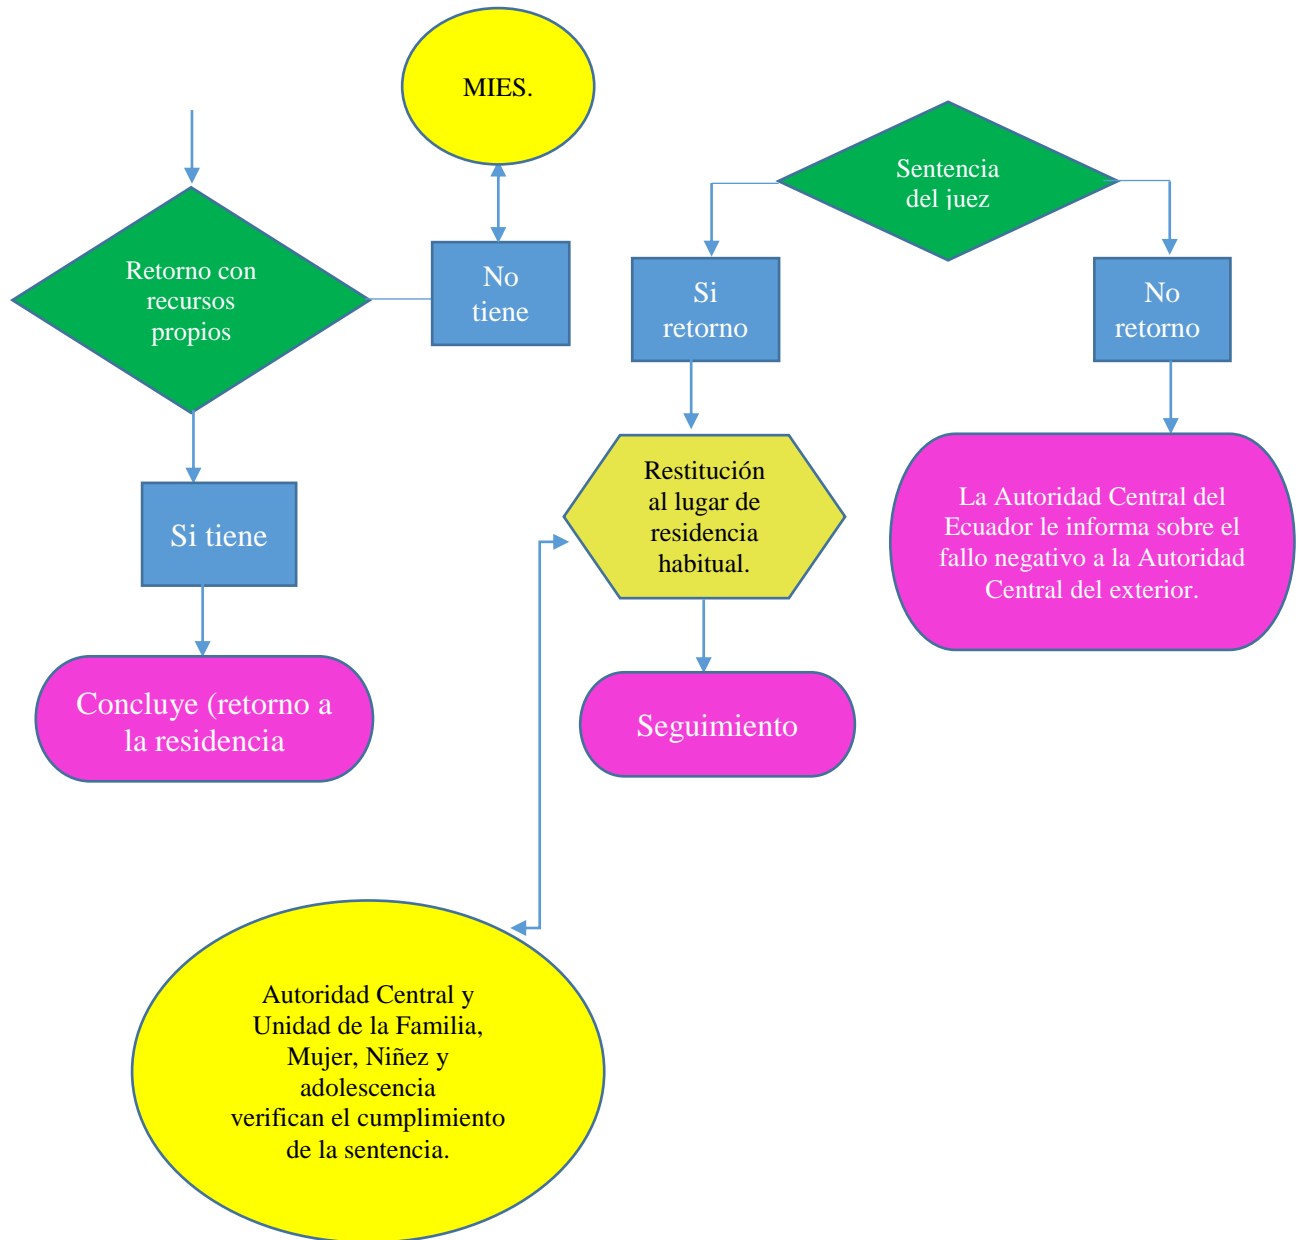 MIES.
Sentencia
del juez
Retorno con
recursos
propios
No
tiene
Si
retorno
No
retorno
Si tiene
Restitución
al lugar de
residencia
habitual.
La Autoridad Central del
Ecuador le informa sobre el
fallo negativo a la Autoridad
Central del exterior.
Concluye (retorno a
la residencia
Seguimiento
Autoridad Central y
Unidad de la Familia,
Mujer, Niñez y
adolescencia
verifican el cumplimiento
de la sentencia.